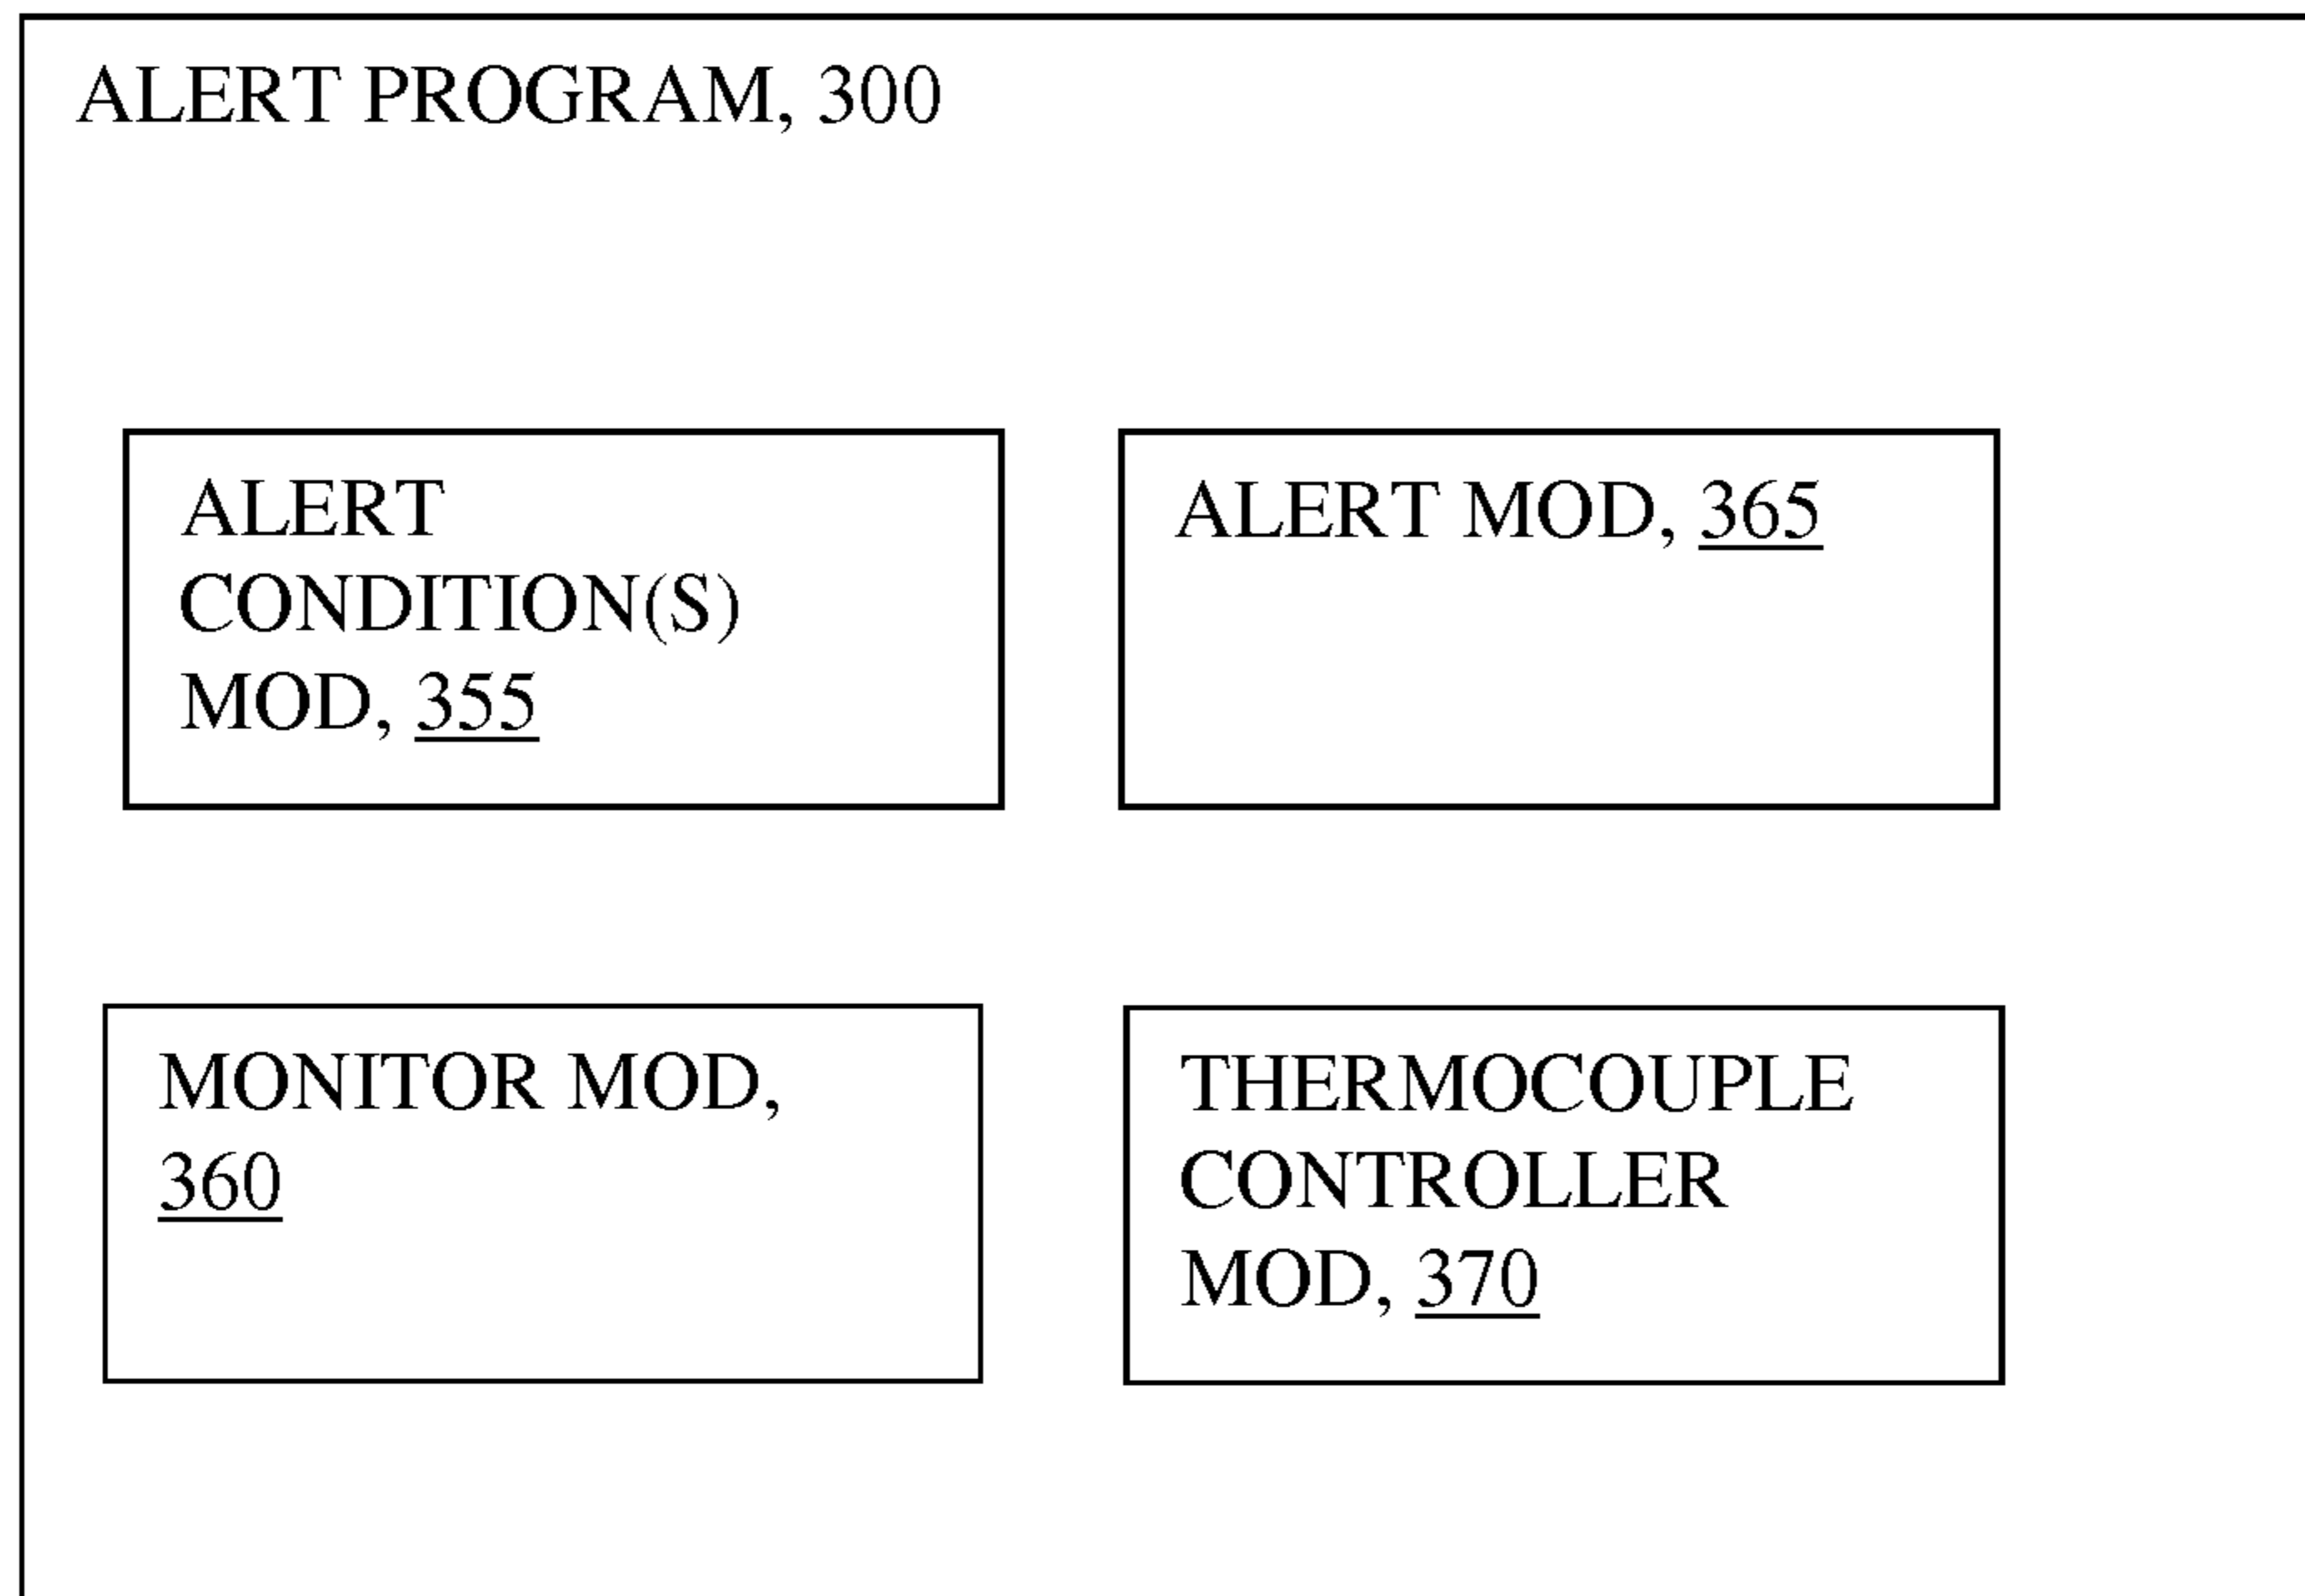 ALERT PROGRAM, 300
ALERT
CONDITION(S)
MOD, 355
ALERT MOD, 365
MONITOR MOD,
360
THERMOCOUPLE
CONTROLLER
MOD, 370